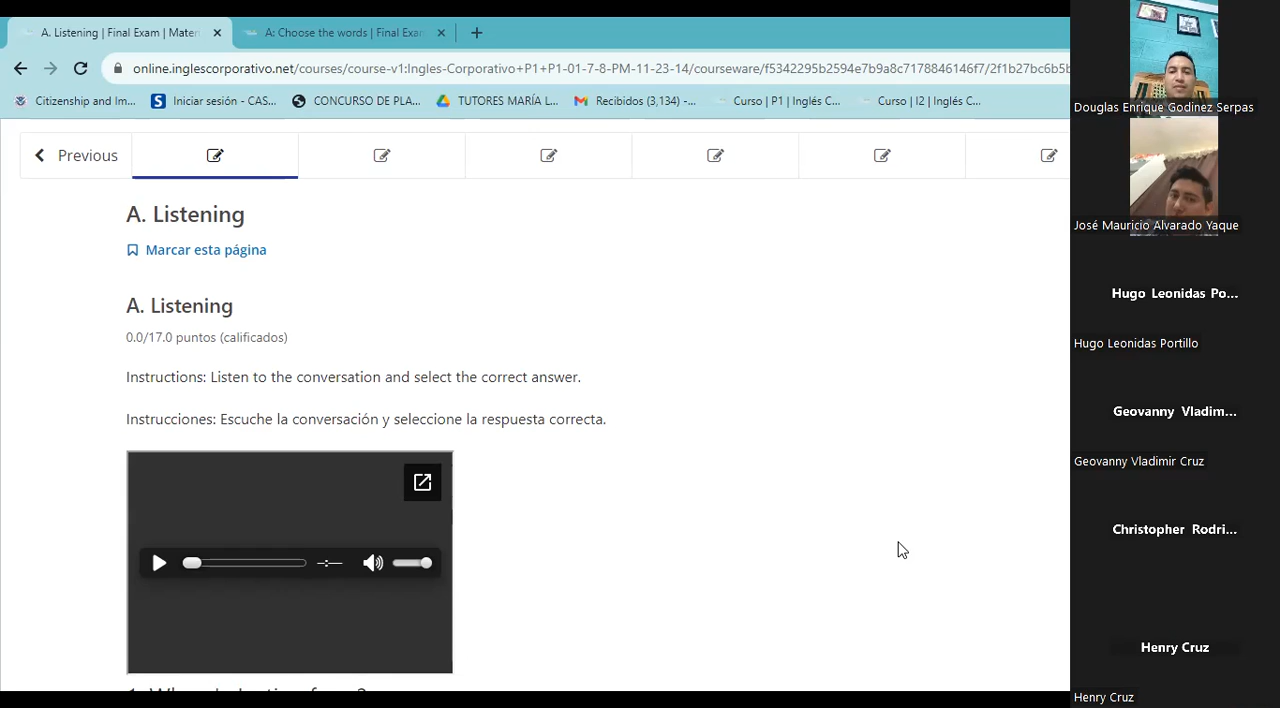 A. Listening | Final Exam | Mater
A: Choose the words | Final Exa
online.inglescorporativo.net/courses/course-v1:Ingles-Corporativo+P1+P1-01-7-8-PM-11-23-14/courseware/f5342295b2594e7b9a8c7178846146f7/2f1b27bc6b5b
Citizenship and Im...
Iniciar sesión - CAS...
CONCURSO DE PLA...
TUTORES MARÍA L...
Recibidos (3,134) -...
Curso | P1 | Inglés C...
Curso | I2 | Inglés C...
Previous
A. Listening
Marcar esta página
A. Listening
0.0/17.0 puntos (calificados)
Instructions: Listen to the conversation and select the correct answer.
Instrucciones: Escuche la conversación y seleccione la respuesta correcta.
Douglas Enrique Godinez Serpas
José Mauricio Alvarado Yaque
Hugo Leonidas Po...
Hugo Leonidas Portillo
Geovanny Vladim...
Geovanny Vladimir Cruz
Christopher Rodri...
Henry Cruz
Henry Cruz